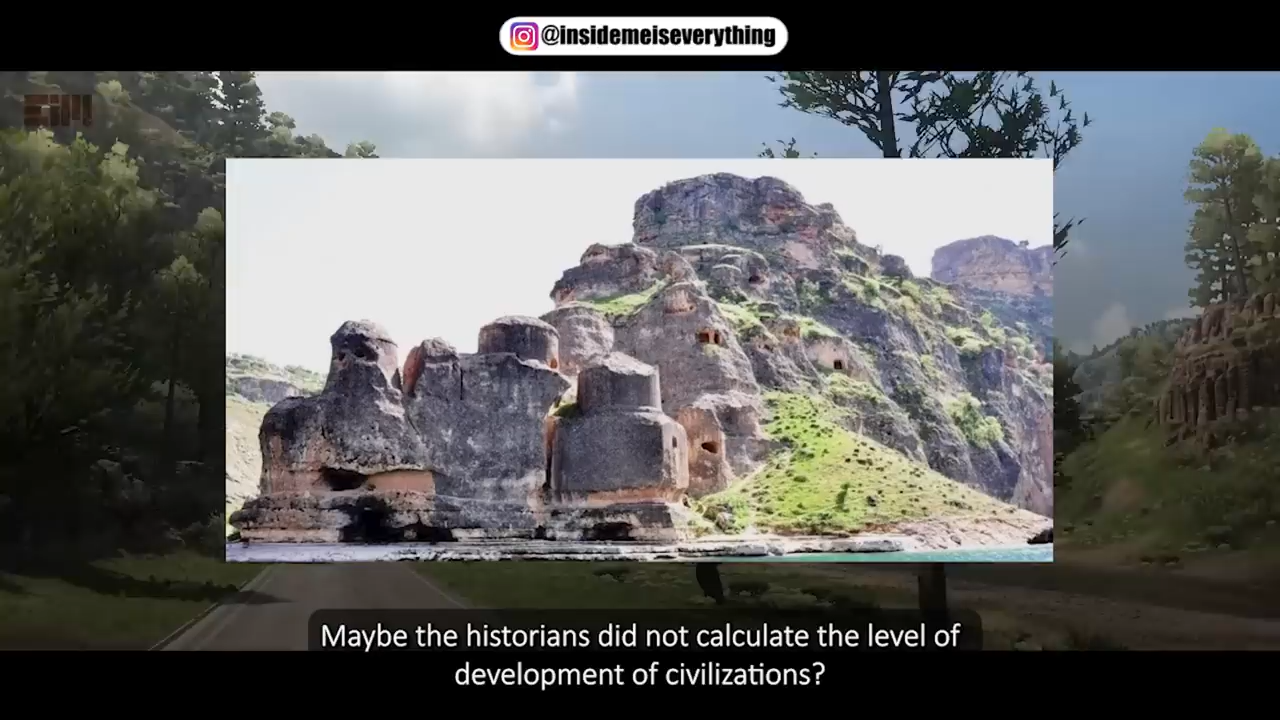 @insidemeiseverything
Maybe the historians did not calculate the level of
development of civilizations?